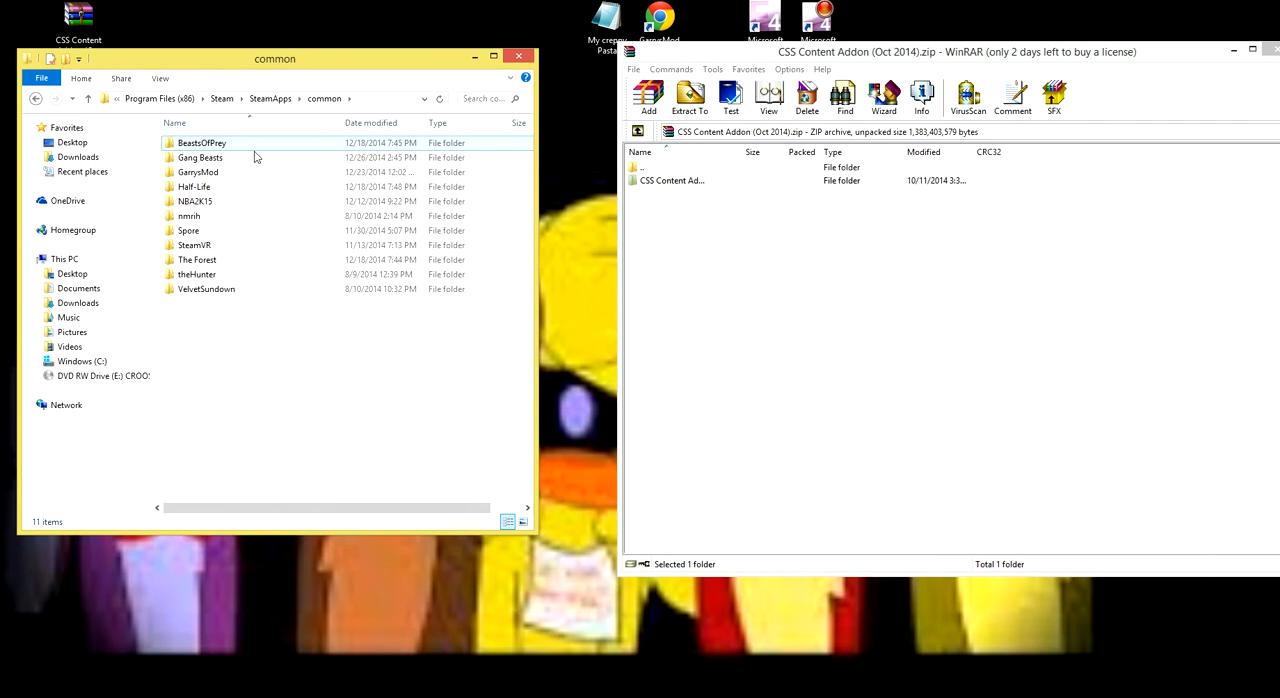 CSS Content
My creppy
Pasta
GarrysMod
Microsoft
Microsoft
common
File Home Share View
Program Files (x86) Steam SteamApps common
Search co...
Name Date modified Type Size
Favorites
Desktop
Downloads
Recent places
OneDrive
Homegroup
This PC
Desktop
Documents
Downloads
Music
Pictures
Videos
Windows (C:)
DVD RW Drive (E:) CROO
Network
BeastsOfPrey 12/18/2014 7:45 PM File folder
Gang Beasts 12/26/2014 2:45 PM File folder
GarrysMod 12/23/2014 12:02 ... File folder
Half-Life 12/18/2014 7:48 PM File folder
NBA2K15 12/12/2014 9:22 PM File folder
nmrih 8/10/2014 2:14 PM File folder
Spore 11/30/2014 5:07 PM File folder
SteamVR 11/13/2014 7:13 PM File folder
The Forest 12/18/2014 7:44 PM File folder
theHunter 8/9/2014 12:39 PM File folder
VelvetSundown 8/10/2014 10:32 PM File folder
11 items
CSS Content Addon (Oct 2014).zip - WinRAR (only 2 days left to buy a license)
File Commands Tools Favorites Options Help
Add Extract To Test View Delete Find Wizard Info VirusScan Comment SFX
CSS Content Addon (Oct 2014).zip - ZIP archive, unpacked size 1,383,403,579 bytes
Name Size Packed Type Modified CRC32
.. File folder
CSS Content Ad... File folder 10/11/2014 3:3...
Selected 1 folder
Total 1 folder